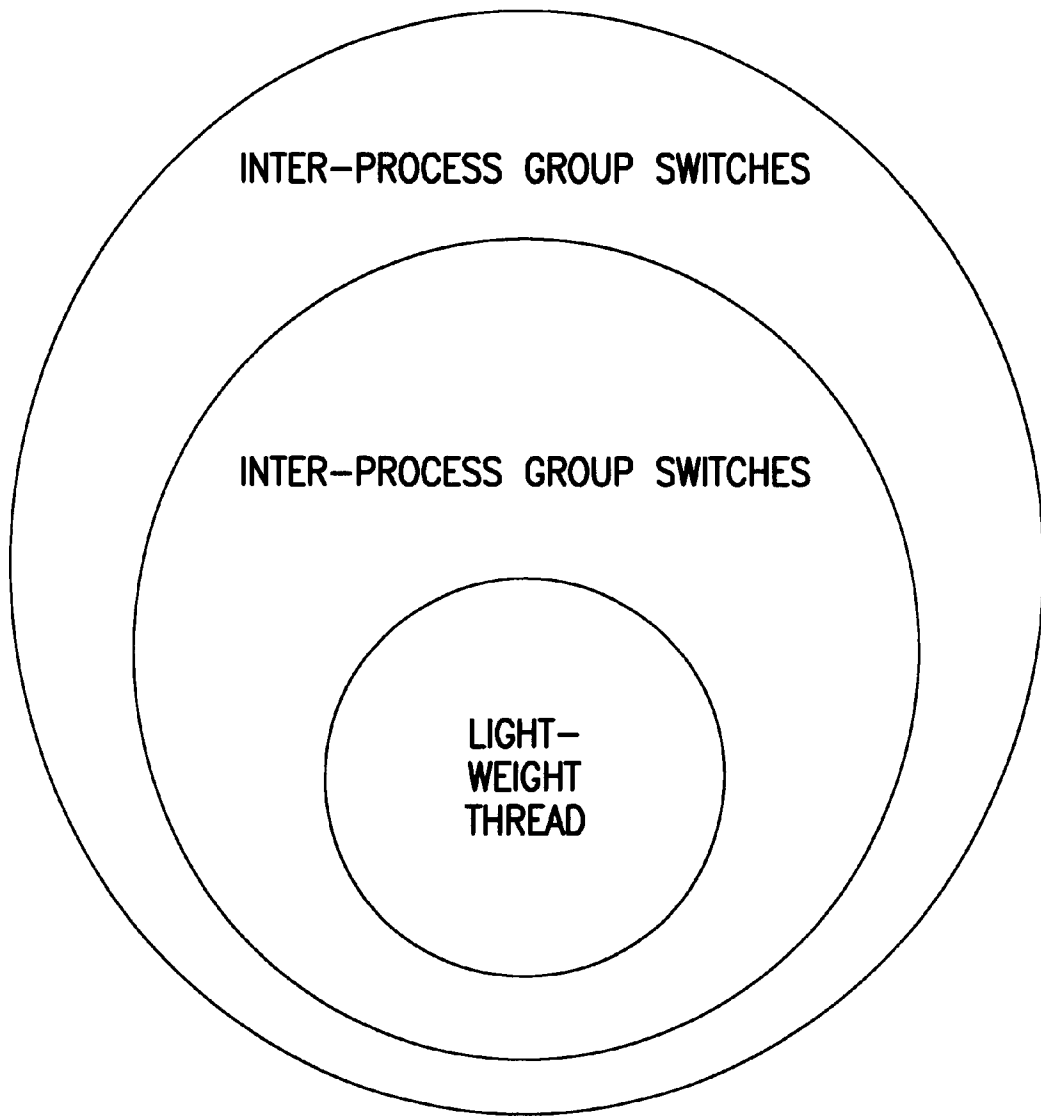 INTER-PROCESS GROUP SWITCHES
INTER-PROCESS GROUP SWITCHES
LIGHT-
WEIGHT
THREAD